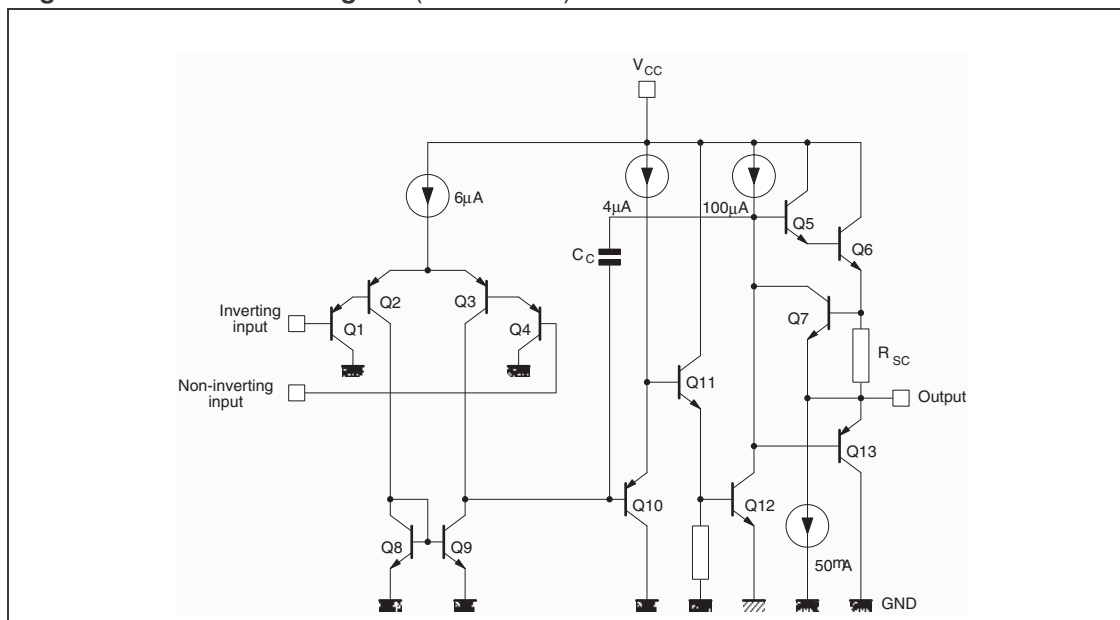 VCC
6µA
4µA
100µA
Q5
Q6
CC
Q2
Q3
Inverting
input
Q1
Q4
Q7
RSC
Non-inverting
input
Q11
Output
Q13
Q10
Q12
Q8
Q9
50mA
GND